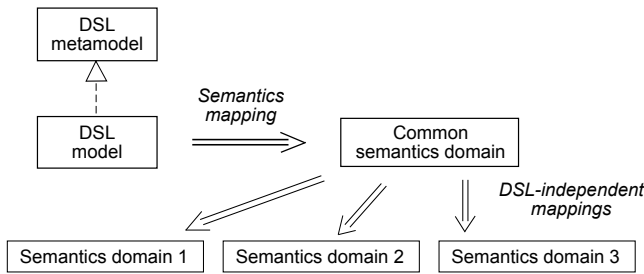 DSL
metamodel
Semantics
mapping
DSL
model
Common
semantics domain
DSL-independent
mappings
Semantics domain 1
Semantics domain 2
Semantics domain 3